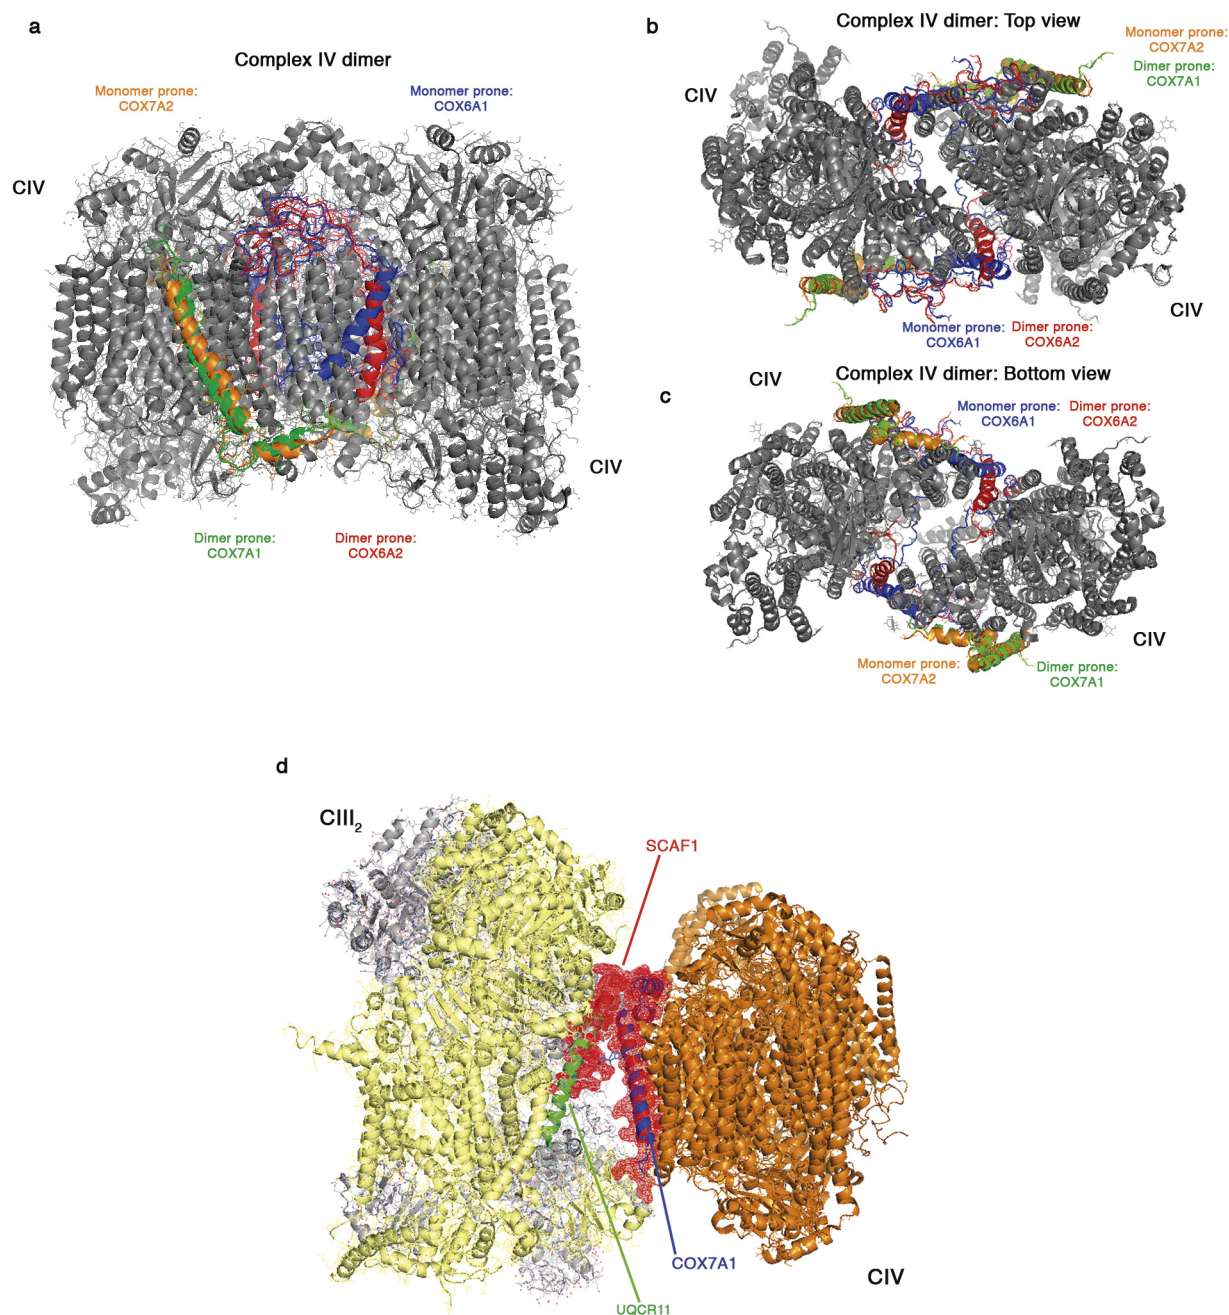 a
Complex IV dimer
Monomer prone:
COX7A2
Monomer prone:
COX6A1
CIV
CIV
Dimer prone:
COX7A1
Dimer prone:
COX6A2
b
Complex IV dimer: Top view
Monomer prone:
COX7A2
Dimer prone:
COX7A1
CIV
CIV
Monomer prone:
COX6A1
Dimer prone:
COX6A2
c
CIV
Complex IV dimer: Bottom view
Monomer prone:
COX6A1
Dimer prone:
COX6A2
CIV
Monomer prone:
COX7A2
Dimer prone:
COX7A1
d
CIII2
SCAF1
COX7A1
CIV
UQCR11